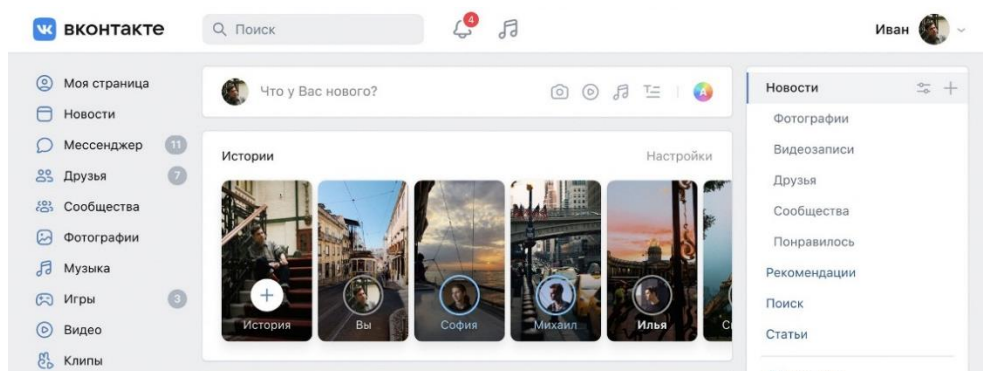 вконтакте
Поиск
4
Иван
Моя страница
Новости
Мессенджер 11
Друзья 7
Сообщества
Фотографии
Музыка
Игры 3
Видео
Клипы
Что у Вас нового?
Истории
Настройки
История
Вы
София
Михаил
Илья
Новости
Фотографии
Видеозаписи
Друзья
Сообщества
Понравилось
Рекомендации
Поиск
Статьи